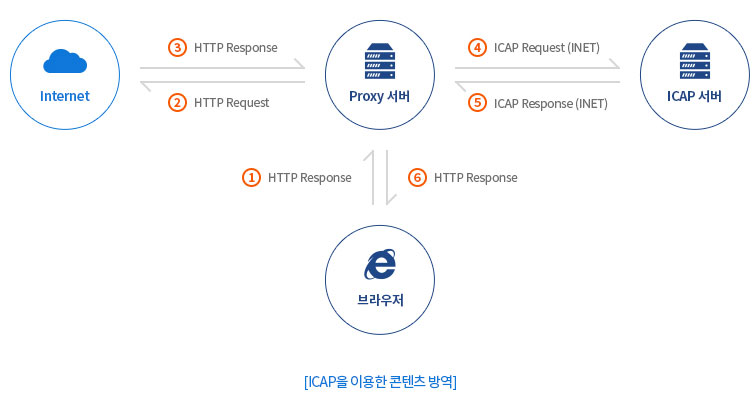 3 HTTP Response
4 ICAP Request (INET)
Internet
Proxy 서버
ICAP 서버
2 HTTP Request
5 ICAP Response (INET)
1 HTTP Response
6 HTTP Response
브라우저
[ICAP을 이용한 콘텐츠 방역]